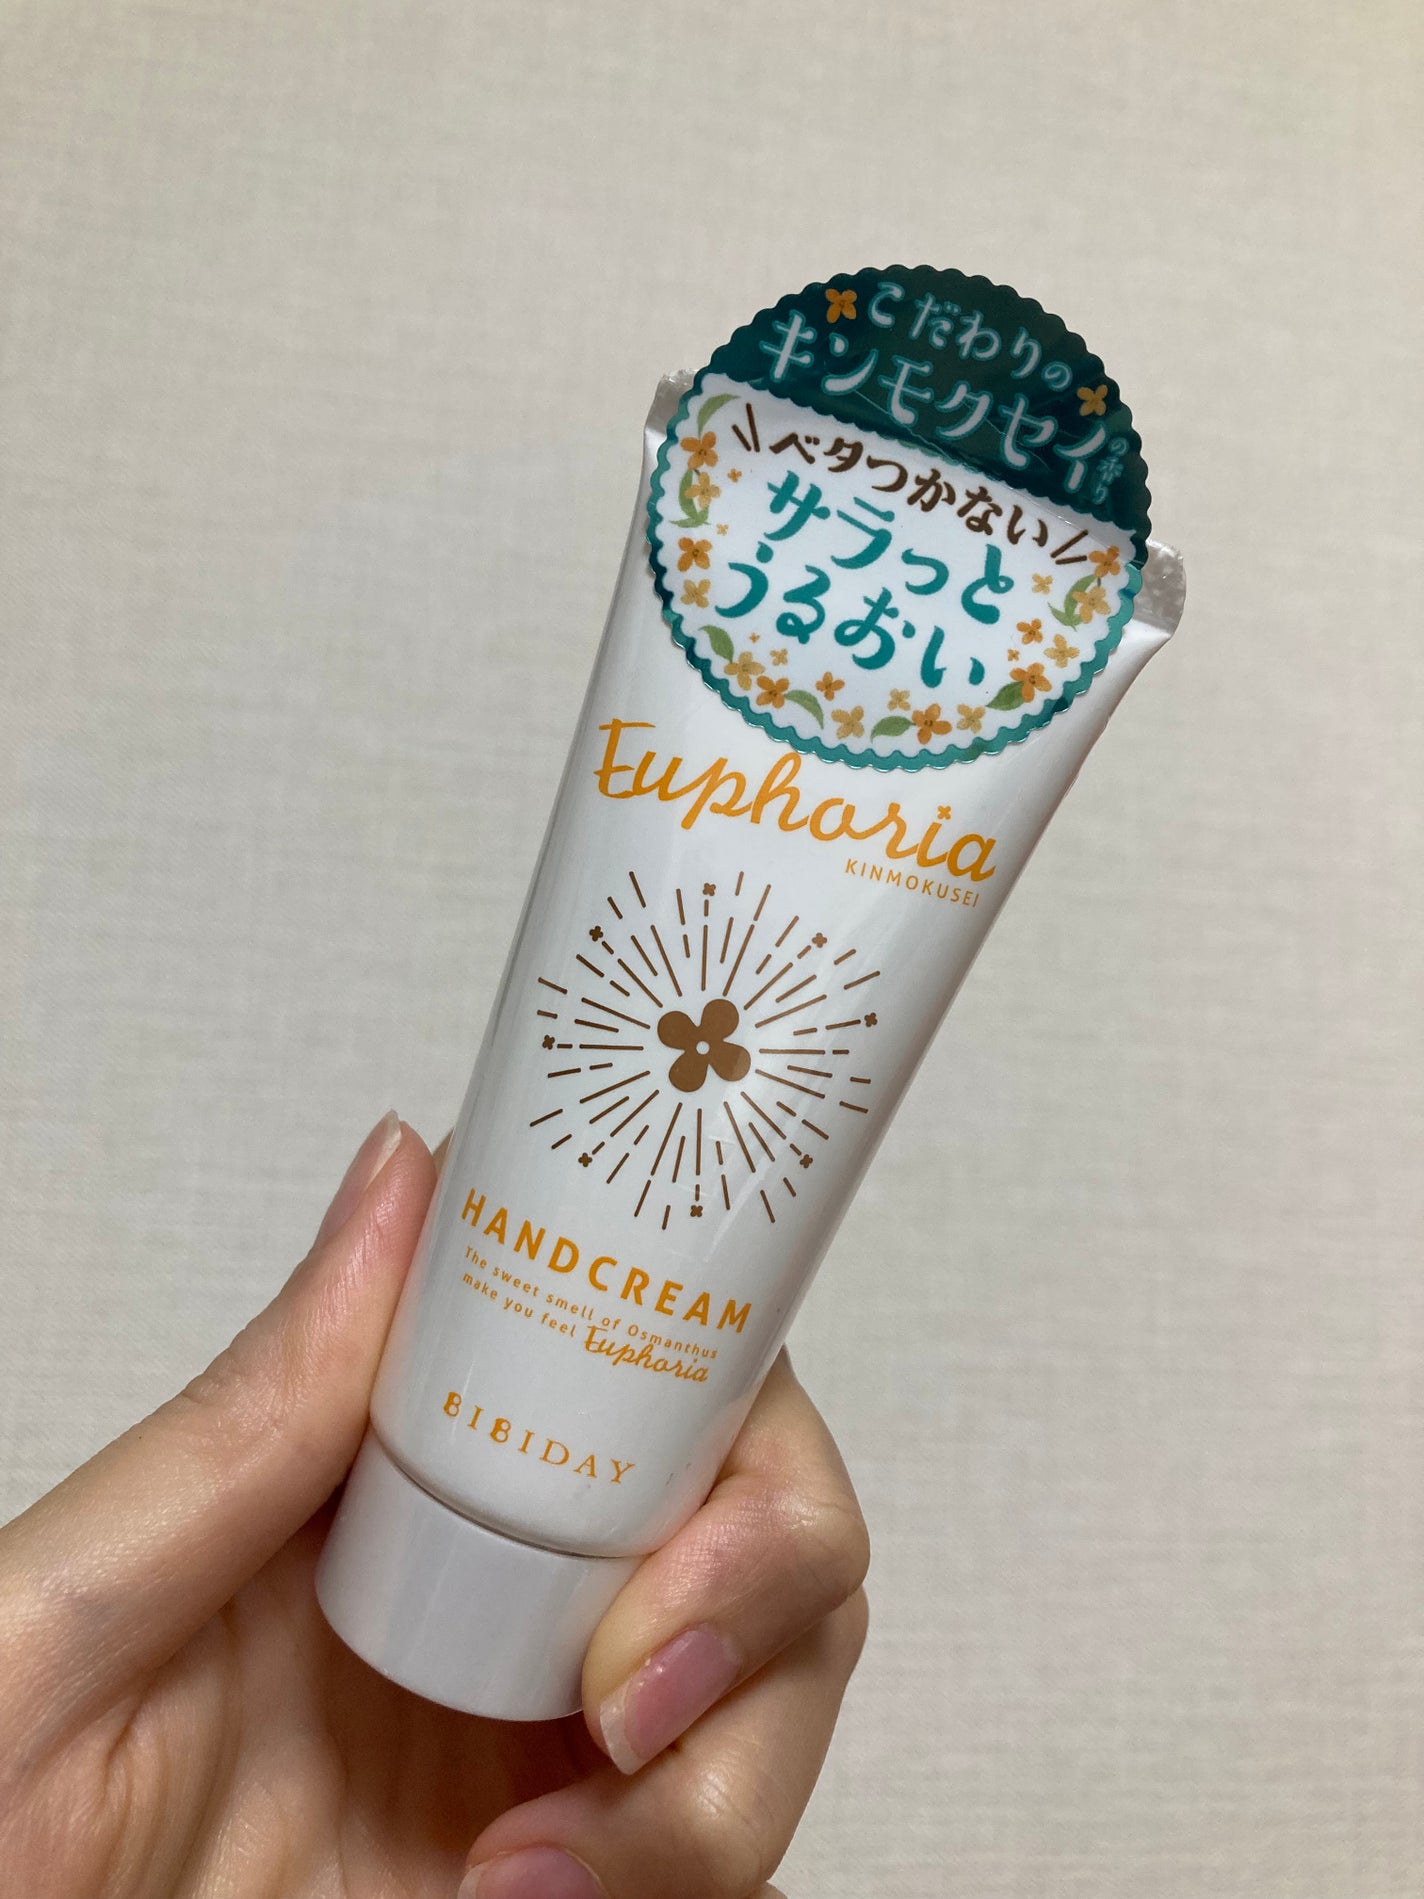 こだわりの
キンモクセイの香り
ベタつかない
サラっと
うるおい
Euphoria
KINMOKUSEI
HANDCREAM
The sweet smell of Osmanthus
make you feel Euphoria
BIBIDAY